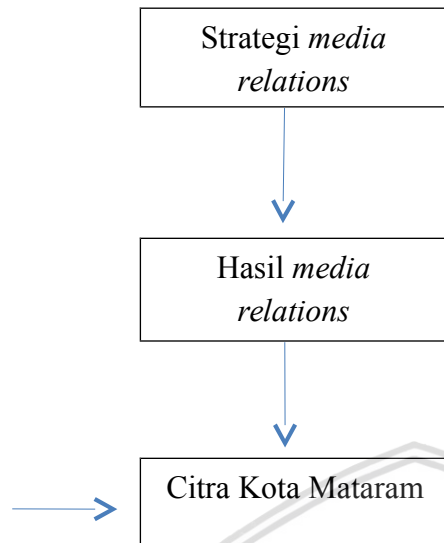 Strategi media
relations
Hasil media
relations
Citra Kota Mataram